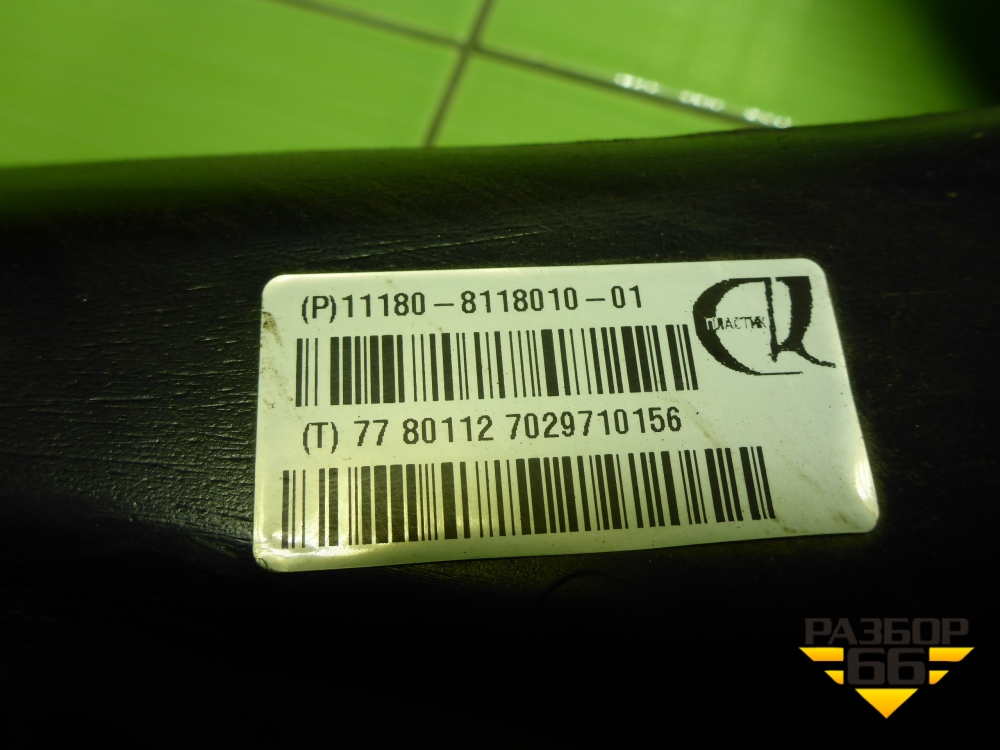 (P)11180-8118010-01
ПЛАСТИК
(T) 77 80112 7029710156
РАЗБОР
66